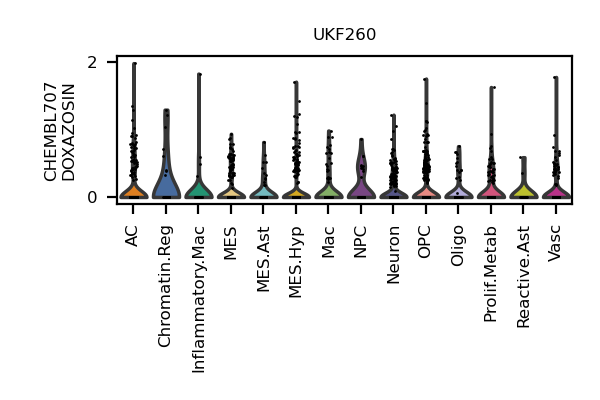 UKF260
CHEMBL707
DOXAZOSIN
2
0
AC
Chromatin.Reg
Inflammatory.Mac
MES
MES.Ast
MES.Hyp
Mac
NPC
Neuron
OPC
Oligo
Prolif.Metab
Reactive.Ast
Vasc